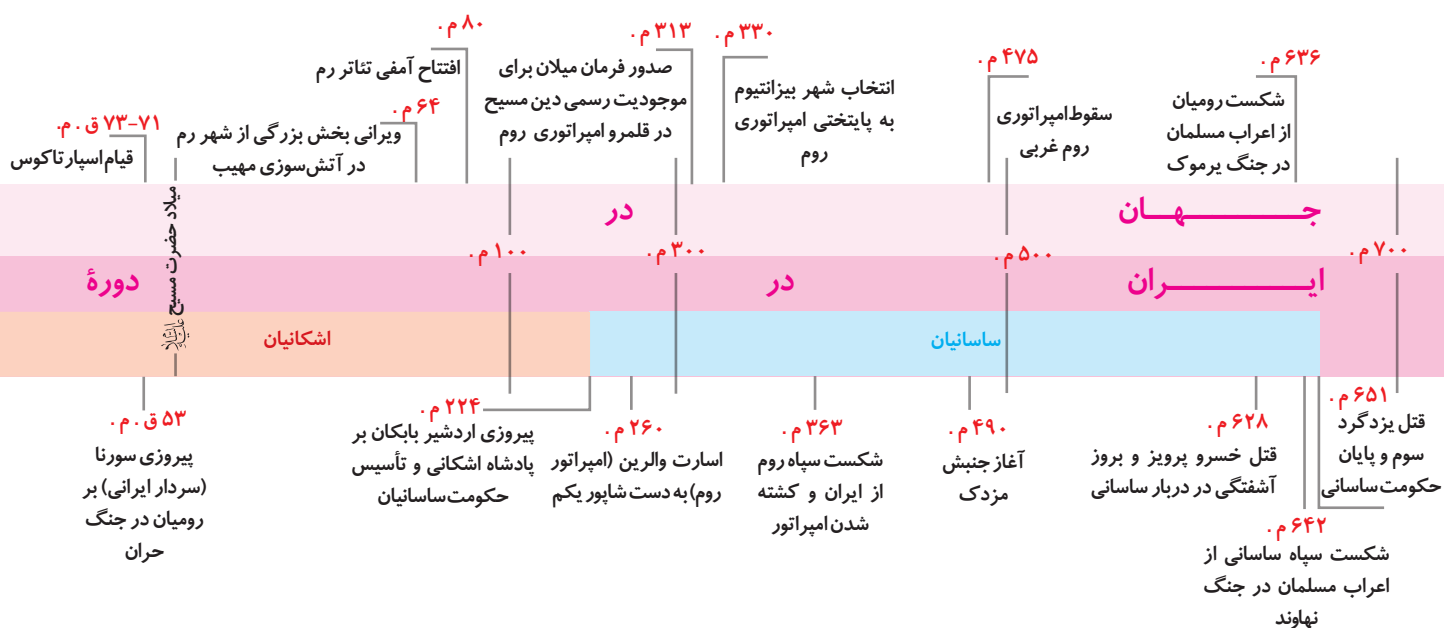 ۷۳-۷۱ ق . م.
قیام اسپارتاکوس
میلاد حضرت مسیح
۶۴ م .
ویرانی بخش بزرگی از شهر رم
در آتش‌سوزی مهیب
۸۰ م .
افتتاح آمفی تئاتر رم
۳۱۳ م .
صدور فرمان میلان برای
موجودیت رسمی دین مسیح
در قلمرو امپراتوری روم
۳۳۰ م .
انتخاب شهر بیزانتیوم
به پایتختی امپراتوری
روم
۴۷۵ م .
سقوط امپراتوری
روم غربی
۶۳۶ م .
شکست رومیان
از اعراب مسلمان
در جنگ یرموک
در جهان
۱۰۰ م .
۳۰۰ م .
۵۰۰ م .
۷۰۰ م .
دورهٔ در ایران
اشکانیان
ساسانیان
۵۳ ق . م .
پیروزی سورنا
(سردار ایرانی) بر
رومیان در جنگ
حران
۲۲۴ م .
پیروزی اردشیر بابکان بر
پادشاه اشکانی و تأسیس
حکومت ساسانیان
۲۶۰ م .
اسارت والرین (امپراتور
روم) به دست شاپور یکم
۳۶۳ م .
شکست سپاه روم
از ایران و کشته
شدن امپراتور
۴۹۰ م .
آغاز جنبش
مزدک
۶۲۸ م .
قتل خسرو پرویز و بروز
آشفتگی در دربار ساسانی
۶۴۲ م .
شکست سپاه ساسانی از
اعراب مسلمان در جنگ
نهاوند
۶۵۱ م .
قتل یزدگرد
سوم و پایان
حکومت ساسانی